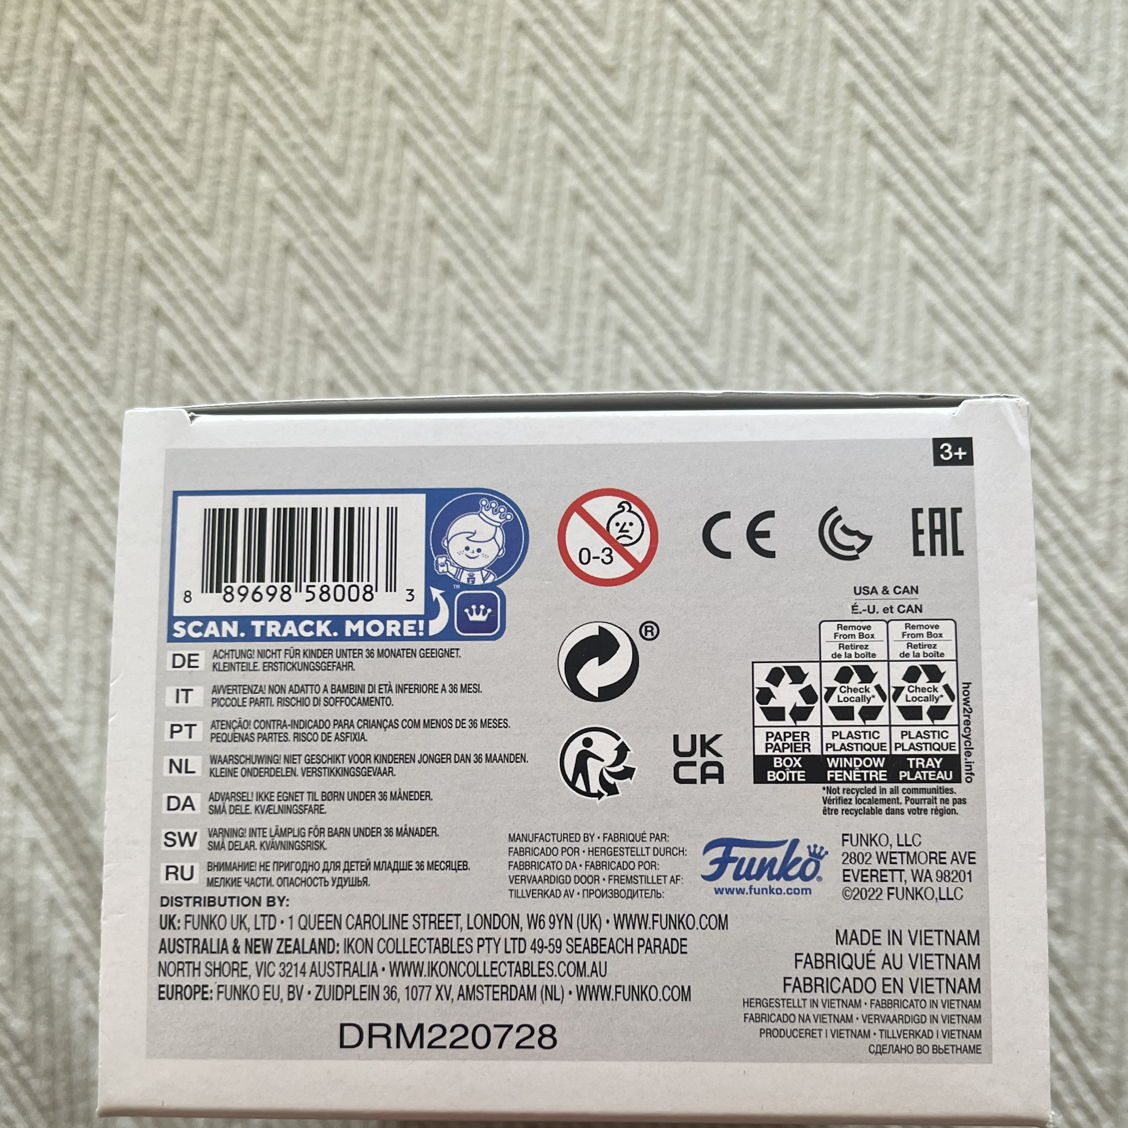 3+
8 89698 58008 3
™
SCAN. TRACK. MORE!
0-3
CE
EAC
®
UK
CA
USA & CAN
É.-U. et CAN
Remove
From Box
Retirez
de la boîte
Remove
From Box
Retirez
de la boîte
Check
Locally*
Check
Locally*
PAPER
PAPIER
PLASTIC
PLASTIQUE
PLASTIC
PLASTIQUE
BOX
BOÎTE
WINDOW
FENÊTRE
TRAY
PLATEAU
how2recycle.info
*Not recycled in all communities.
Vérifiez localement. Pourrait ne pas
être recyclable dans votre région.
DE ACHTUNG! NICHT FÜR KINDER UNTER 36 MONATEN GEEIGNET.
KLEINTEILE. ERSTICKUNGSGEFAHR.
IT AVVERTENZA! NON ADATTO A BAMBINI DI ETÀ INFERIORE A 36 MESI.
PICCOLE PARTI. RISCHIO DI SOFFOCAMENTO.
PT ATENÇÃO! CONTRA-INDICADO PARA CRIANÇAS COM MENOS DE 36 MESES.
PEQUENAS PARTES. RISCO DE ASFIXIA.
NL WAARSCHUWING! NIET GESCHIKT VOOR KINDEREN JONGER DAN 36 MAANDEN.
KLEINE ONDERDELEN. VERSTIKKINGSGEVAAR.
DA ADVARSEL! IKKE EGNET TIL BØRN UNDER 36 MÅNEDER.
SMÅ DELE. KVÆLNINGSFARE.
SW VARNING! INTE LÄMPLIG FÖR BARN UNDER 36 MÅNADER.
SMÅ DELAR. KVÄVNINGSRISK.
RU ВНИМАНИЕ! НЕ ПРИГОДНО ДЛЯ ДЕТЕЙ МЛАДШЕ 36 МЕСЯЦЕВ.
МЕЛКИЕ ЧАСТИ. ОПАСНОСТЬ УДУШЬЯ.
MANUFACTURED BY • FABRIQUÉ PAR:
FABRICADO POR • HERGESTELLT DURCH:
FABRICATO DA • FABRICADO POR:
VERVAARDIGD DOOR • FREMSTILLET AF:
TILLVERKAD AV • ПРОИЗВОДИТЕЛЬ:
Funko®
www.funko.com
FUNKO, LLC
2802 WETMORE AVE
EVERETT, WA 98201
©2022 FUNKO,LLC
DISTRIBUTION BY:
UK: FUNKO UK, LTD • 1 QUEEN CAROLINE STREET, LONDON, W6 9YN (UK) • WWW.FUNKO.COM
AUSTRALIA & NEW ZEALAND: IKON COLLECTABLES PTY LTD 49-59 SEABEACH PARADE
NORTH SHORE, VIC 3214 AUSTRALIA • WWW.IKONCOLLECTABLES.COM.AU
EUROPE: FUNKO EU, BV • ZUIDPLEIN 36, 1077 XV, AMSTERDAM (NL) • WWW.FUNKO.COM
DRM220728
MADE IN VIETNAM
FABRIQUÉ AU VIETNAM
FABRICADO EN VIETNAM
HERGESTELLT IN VIETNAM • FABBRICATO IN VIETNAM
FABRICADO NA VIETNAM • VERVAARDIGD IN VIETNAM
PRODUCERET I VIETNAM • TILLVERKAD I VIETNAM
СДЕЛАНО ВО ВЬЕТНАМЕ